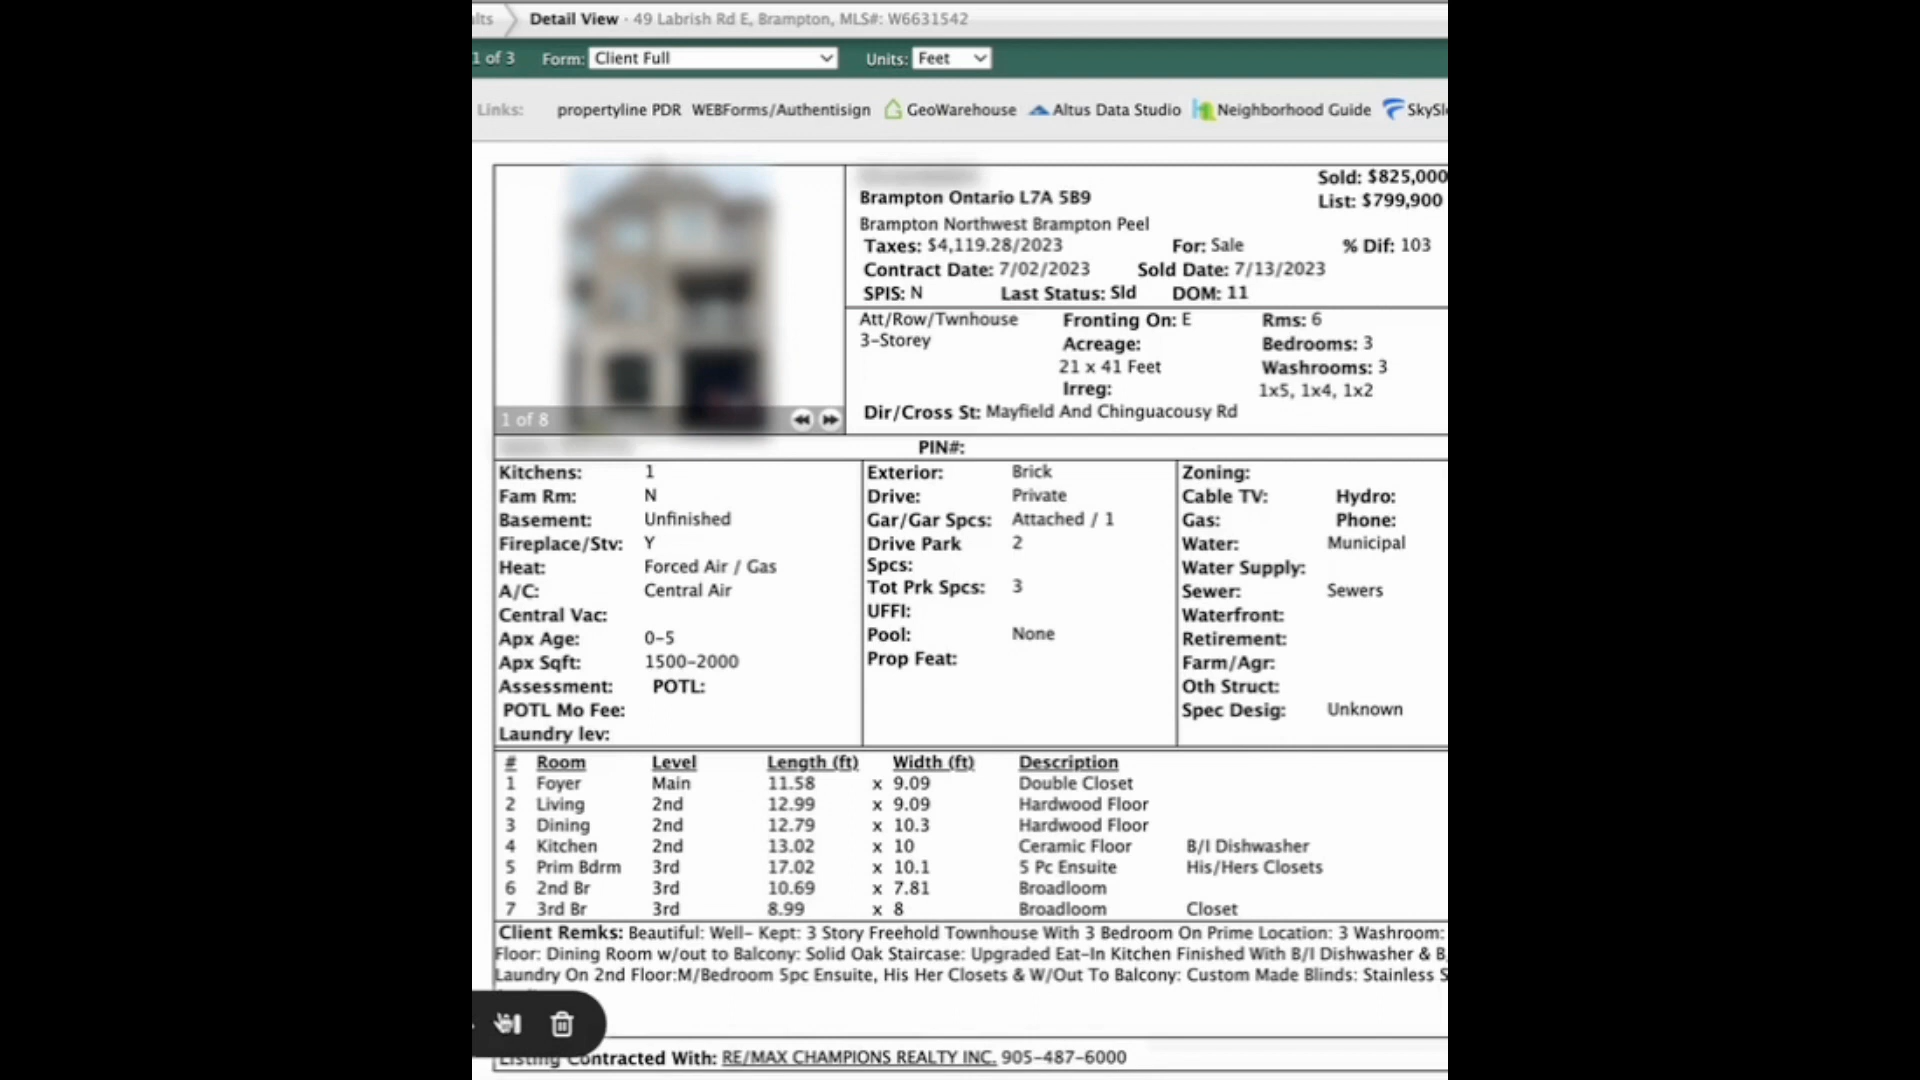 lts Detail View · 49 Labrish Rd E, Brampton, MLS#: W6631542
1 of 3 Form: Client Full Units: Feet
Links: propertyline PDR WEBForms/Authentisign GeoWarehouse Altus Data Studio Neighborhood Guide SkySl
Sold: $825,000
Brampton Ontario L7A 5B9 List: $799,900
Brampton Northwest Brampton Peel
Taxes: $4,119.28/2023 For: Sale % Dif: 103
Contract Date: 7/02/2023 Sold Date: 7/13/2023
SPIS: N Last Status: Sld DOM: 11
Att/Row/Twnhouse Fronting On: E Rms: 6
3-Storey Acreage: Bedrooms: 3
21 x 41 Feet Washrooms: 3
Irreg: 1x5, 1x4, 1x2
Dir/Cross St: Mayfield And Chinguacousy Rd
1 of 8
PIN#:
Kitchens: 1 Exterior: Brick Zoning:
Fam Rm: N Drive: Private Cable TV: Hydro:
Basement: Unfinished Gar/Gar Spcs: Attached / 1 Gas: Phone:
Fireplace/Stv: Y Drive Park Spcs: 2 Water: Municipal
Heat: Forced Air / Gas Water Supply:
A/C: Central Air Tot Prk Spcs: 3 Sewer: Sewers
Central Vac: UFFI: Waterfront:
Apx Age: 0-5 Pool: None Retirement:
Apx Sqft: 1500-2000 Prop Feat: Farm/Agr:
Assessment: POTL: Oth Struct:
POTL Mo Fee: Spec Desig: Unknown
Laundry lev:
# Room Level Length (ft) Width (ft) Description
1 Foyer Main 11.58 x 9.09 Double Closet
2 Living 2nd 12.99 x 9.09 Hardwood Floor
3 Dining 2nd 12.79 x 10.3 Hardwood Floor
4 Kitchen 2nd 13.02 x 10 Ceramic Floor B/I Dishwasher
5 Prim Bdrm 3rd 17.02 x 10.1 5 Pc Ensuite His/Hers Closets
6 2nd Br 3rd 10.69 x 7.81 Broadloom
7 3rd Br 3rd 8.99 x 8 Broadloom Closet
Client Remks: Beautiful: Well- Kept: 3 Story Freehold Townhouse With 3 Bedroom On Prime Location: 3 Washroom:
Floor: Dining Room w/out to Balcony: Solid Oak Staircase: Upgraded Eat-In Kitchen Finished With B/I Dishwasher & B
Laundry On 2nd Floor:M/Bedroom 5pc Ensuite, His Her Closets & W/Out To Balcony: Custom Made Blinds: Stainless S
Listing Contracted With: RE/MAX CHAMPIONS REALTY INC. 905-487-6000